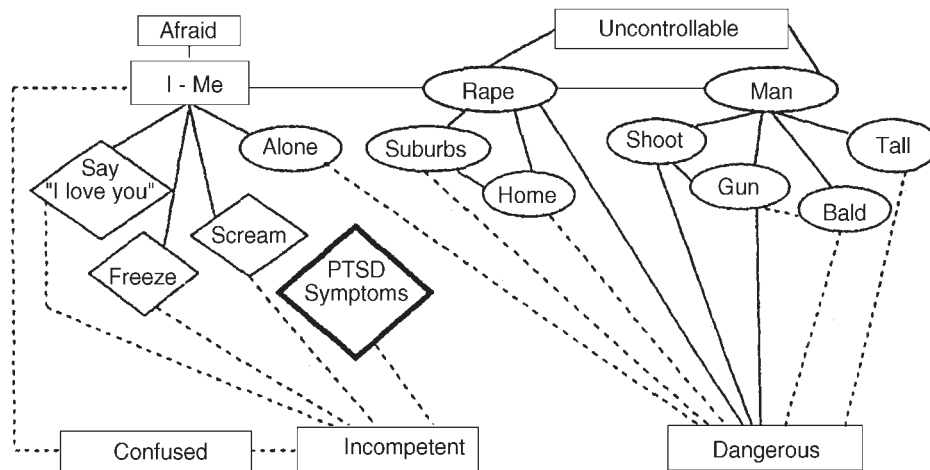 Afraid
Uncontrollable
I - Me
Rape
Man
Alone
Suburbs
Shoot
Tall
Say
"I love you"
Home
Gun
Bald
Scream
Freeze
PTSD
Symptoms
Confused
Incompetent
Dangerous